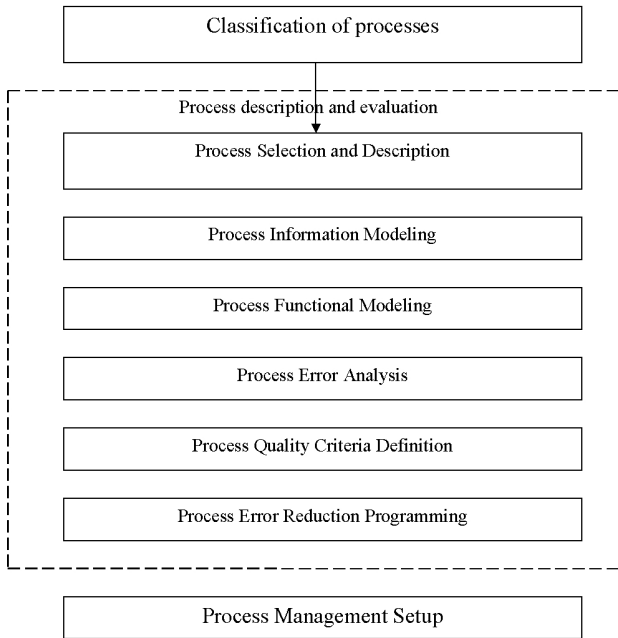 Classification of processes
Process description and evaluation
Process Selection and Description
Process Information Modeling
Process Functional Modeling
Process Error Analysis
Process Quality Criteria Definition
Process Error Reduction Programming
Process Management Setup